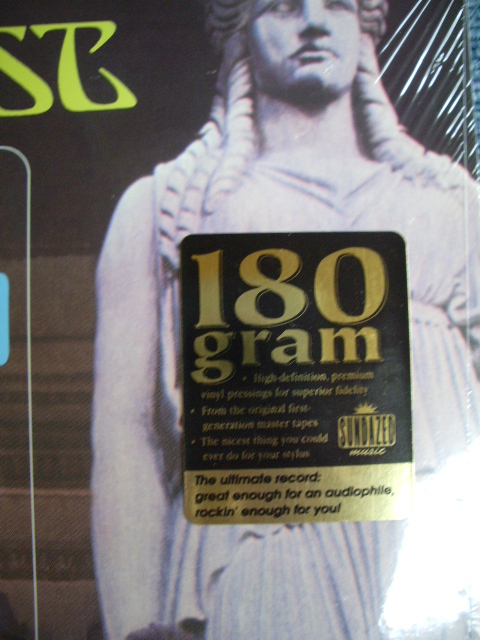 ST
180
gram
• High-definition, premium
vinyl pressings for superior fidelity
• From the original first-
generation master tapes
• The nicest thing you could
ever do for your stylus
SUNDAZED
music
The ultimate record:
great enough for an audiophile,
rockin' enough for you!